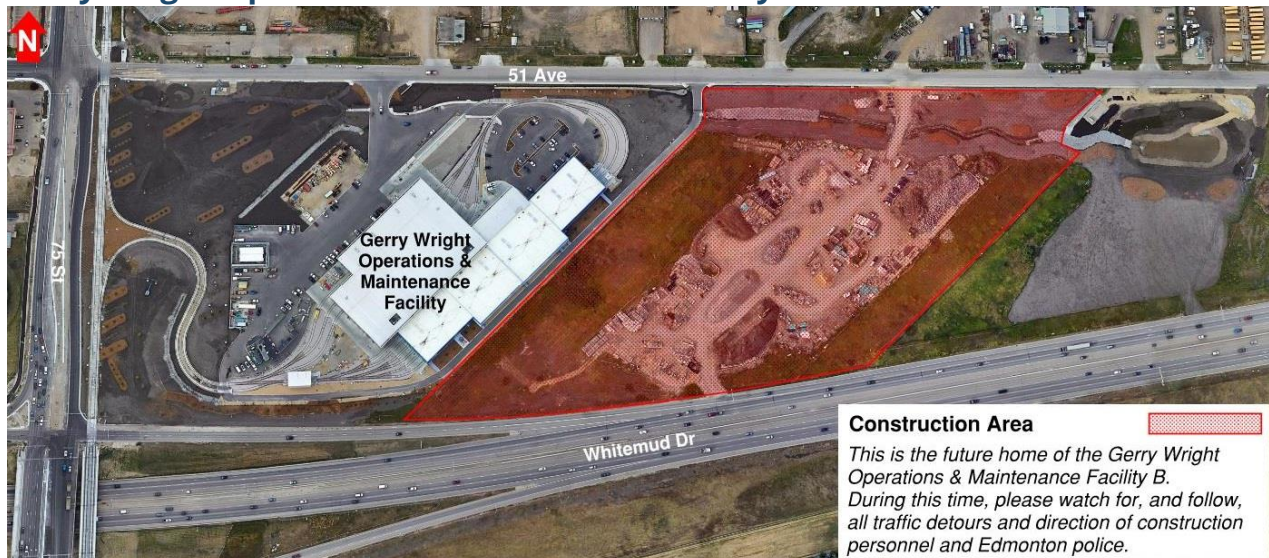 N
51 Ave
75 St
Gerry Wright
Operations &
Maintenance
Facility
Whitemud Dr
Construction Area
This is the future home of the Gerry Wright
Operations & Maintenance Facility B.
During this time, please watch for, and follow,
all traffic detours and direction of construction
personnel and Edmonton police.